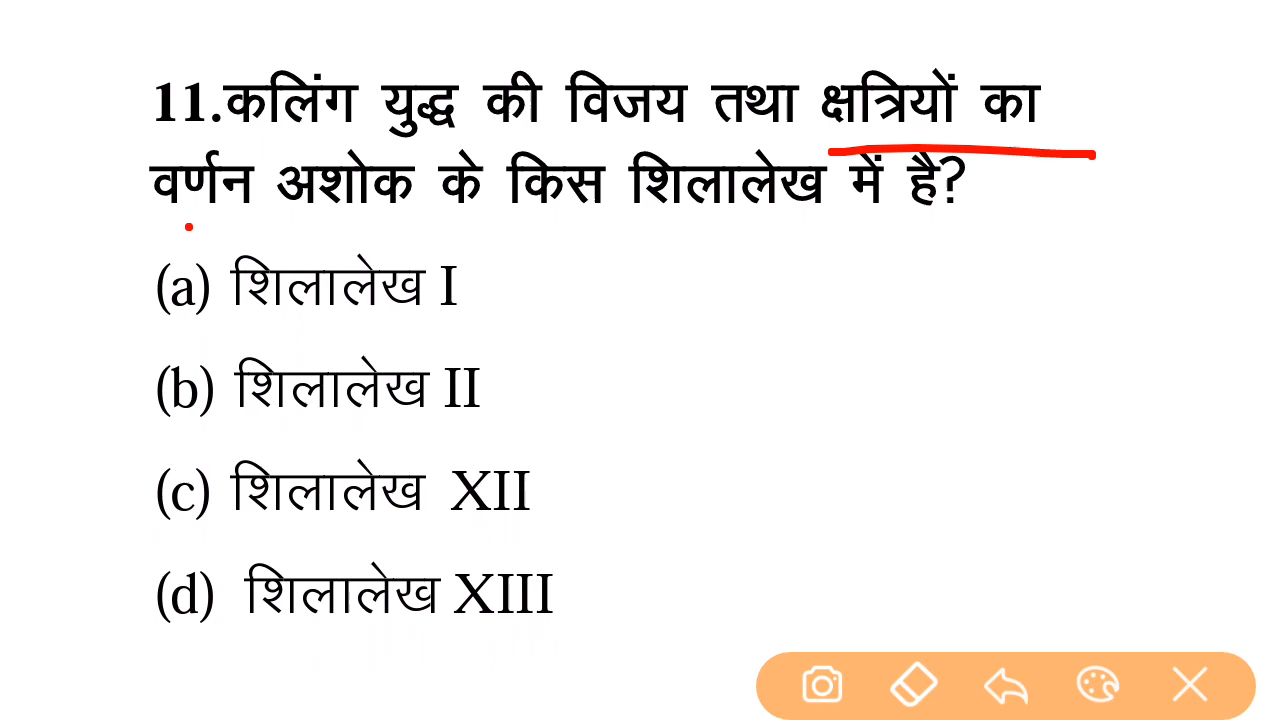 11.कलिंग युद्ध की विजय तथा क्षत्रियों का
वर्णन अशोक के किस शिलालेख में है?
(a) शिलालेख I
(b) शिलालेख II
(c) शिलालेख XII
(d) शिलालेख XIII